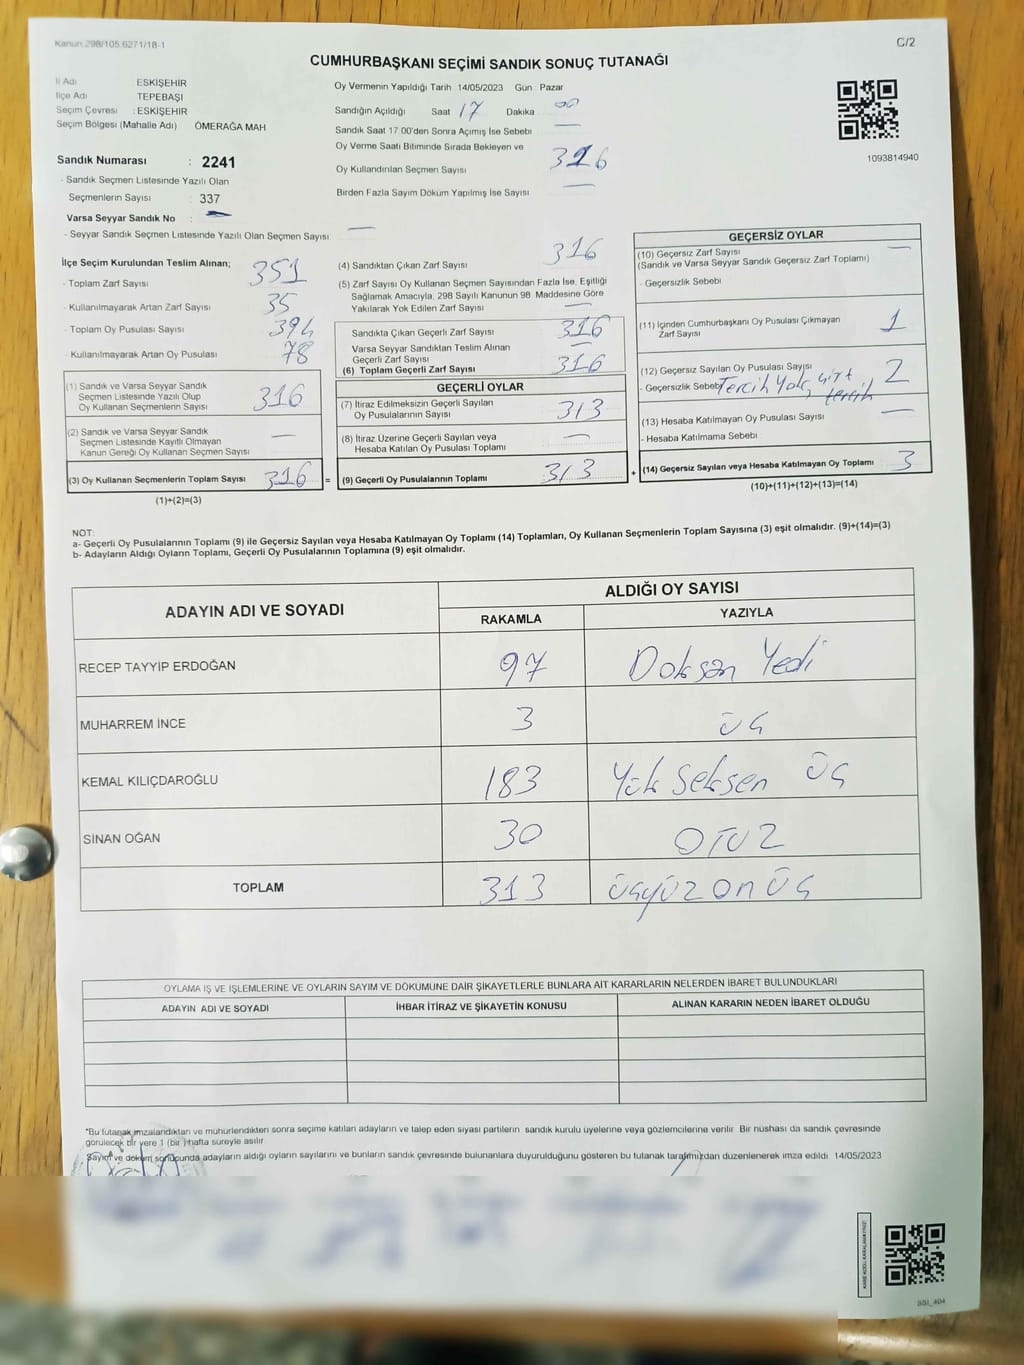 Kanun:298/105.6271/18-1
C/2
CUMHURBAŞKANI SEÇİMİ SANDIK SONUÇ TUTANAĞI
İl Adı ESKİŞEHİR
İlçe Adı TEPEBAŞI
Seçim Çevresi : ESKİŞEHİR
Seçim Bölgesi (Mahalle Adı) ÖMERAĞA MAH
Sandık Numarası : 2241
- Sandık Seçmen Listesinde Yazılı Olan
Seçmenlerin Sayısı : 337
Varsa Seyyar Sandık No :
- Seyyar Sandık Seçmen Listesinde Yazılı Olan Seçmen Sayısı
Oy Vermenin Yapıldığı Tarih 14/05/2023 Gün Pazar
Sandığın Açıldığı Saat 17 Dakika 00
Sandık Saat 17.00'den Sonra Açılmış İse Sebebi
Oy Verme Saati Bitiminde Sırada Bekleyen ve
Oy Kullandırılan Seçmen Sayısı 316
Birden Fazla Sayım Döküm Yapılmış İse Sayısı
1093814940
İlçe Seçim Kurulundan Teslim Alınan;
- Toplam Zarf Sayısı 351
- Kullanılmayarak Artan Zarf Sayısı 35
- Toplam Oy Pusulası Sayısı 394
- Kullanılmayarak Artan Oy Pusulası 78
(1) Sandık ve Varsa Seyyar Sandık
Seçmen Listesinde Yazılı Olup
Oy Kullanan Seçmenlerin Sayısı 316
(2) Sandık ve Varsa Seyyar Sandık
Seçmen Listesinde Kayıtlı Olmayan
Kanun Gereği Oy Kullanan Seçmen Sayısı
(3) Oy Kullanan Seçmenlerin Toplam Sayısı 316 =
(1)+(2)=(3)
(4) Sandıktan Çıkan Zarf Sayısı 316
(5) Zarf Sayısı Oy Kullanan Seçmen Sayısından Fazla İse, Eşitliği
Sağlamak Amacıyla, 298 Sayılı Kanunun 98. Maddesine Göre
Yakılarak Yok Edilen Zarf Sayısı
Sandıkta Çıkan Geçerli Zarf Sayısı 316
Varsa Seyyar Sandıktan Teslim Alınan
Geçerli Zarf Sayısı
(6) Toplam Geçerli Zarf Sayısı 316
GEÇERLİ OYLAR
(7) İtiraz Edilmeksizin Geçerli Sayılan
Oy Pusulalarının Sayısı 313
(8) İtiraz Üzerine Geçerli Sayılan veya
Hesaba Katılan Oy Pusulası Toplamı
(9) Geçerli Oy Pusulalarının Toplamı 313 +
GEÇERSİZ OYLAR
(10) Geçersiz Zarf Sayısı
(Sandık ve Varsa Seyyar Sandık Geçersiz Zarf Toplamı)
- Geçersizlik Sebebi
(11) İçinden Cumhurbaşkanı Oy Pusulası Çıkmayan
Zarf Sayısı 1
(12) Geçersiz Sayılan Oy Pusulası Sayısı 2
- Geçersizlik Sebebi Tercih Yok, çift
tercih
(13) Hesaba Katılmayan Oy Pusulası Sayısı
- Hesaba Katılmama Sebebi
(14) Geçersiz Sayılan veya Hesaba Katılmayan Oy Toplamı 3
(10)+(11)+(12)+(13)=(14)
NOT:
a- Geçerli Oy Pusulalarının Toplamı (9) ile Geçersiz Sayılan veya Hesaba Katılmayan Oy Toplamı (14) Toplamları, Oy Kullanan Seçmenlerin Toplam Sayısına (3) eşit olmalıdır. (9)+(14)=(3)
b- Adayların Aldığı Oyların Toplamı, Geçerli Oy Pusulalarının Toplamına (9) eşit olmalıdır.
ADAYIN ADI VE SOYADI
ALDIĞI OY SAYISI
RAKAMLA YAZIYLA
RECEP TAYYİP ERDOĞAN 97 Doksan Yedi
MUHARREM İNCE 3 üç
KEMAL KILIÇDAROĞLU 183 Yük Seksen Üç
SİNAN OĞAN 30 OTUZ
TOPLAM 313 üçyüz on üç
OYLAMA İŞ VE İŞLEMLERİNE VE OYLARIN SAYIM VE DÖKÜMÜNE DAİR ŞİKAYETLERLE BUNLARA AİT KARARLARIN NELERDEN İBARET BULUNDUKLARI
ADAYIN ADI VE SOYADI İHBAR İTİRAZ VE ŞİKAYETİN KONUSU ALINAN KARARIN NEDEN İBARET OLDUĞU
*Bu tutanak imzalandıktan ve mühürlendikten sonra seçime katılan adayların ve talep eden siyasi partilerin sandık kurulu üyelerine veya gözlemcilerine verilir. Bir nüshası da sandık çevresinde
görülecek bir yere 1 (bir) hafta süreyle asılır
Sayım ve döküm sonucunda adayların aldığı oyların sayılarını ve bunların sandık çevresinde bulunanlara duyurulduğunu gösteren bu tutanak tarafımızdan düzenlenerek imza edildi 14/05/2023